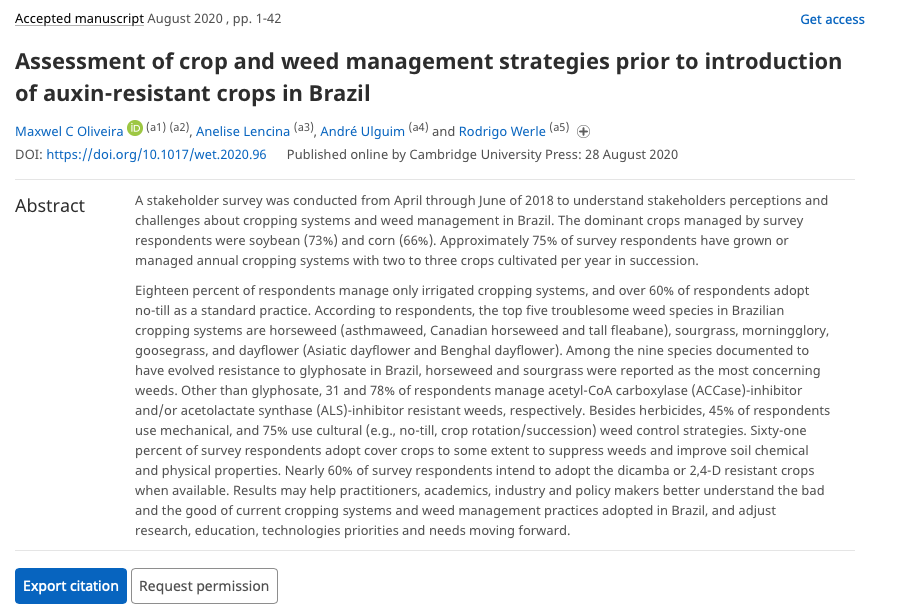 Accepted manuscript August 2020 , pp. 1-42
Get access
Assessment of crop and weed management strategies prior to introduction
of auxin-resistant crops in Brazil
Maxwel C Oliveira iD (a1) (a2), Anelise Lencina (a3), André Ulguim (a4) and Rodrigo Werle (a5)
DOI: https://doi.org/10.1017/wet.2020.96 Published online by Cambridge University Press: 28 August 2020
Abstract
A stakeholder survey was conducted from April through June of 2018 to understand stakeholders perceptions and
challenges about cropping systems and weed management in Brazil. The dominant crops managed by survey
respondents were soybean (73%) and corn (66%). Approximately 75% of survey respondents have grown or
managed annual cropping systems with two to three crops cultivated per year in succession.
Eighteen percent of respondents manage only irrigated cropping systems, and over 60% of respondents adopt
no-till as a standard practice. According to respondents, the top five troublesome weed species in Brazilian
cropping systems are horseweed (asthmaweed, Canadian horseweed and tall fleabane), sourgrass, morningglory,
goosegrass, and dayflower (Asiatic dayflower and Benghal dayflower). Among the nine species documented to
have evolved resistance to glyphosate in Brazil, horseweed and sourgrass were reported as the most concerning
weeds. Other than glyphosate, 31 and 78% of respondents manage acetyl-CoA carboxylase (ACCase)-inhibitor
and/or acetolactate synthase (ALS)-inhibitor resistant weeds, respectively. Besides herbicides, 45% of respondents
use mechanical, and 75% use cultural (e.g., no-till, crop rotation/succession) weed control strategies. Sixty-one
percent of survey respondents adopt cover crops to some extent to suppress weeds and improve soil chemical
and physical properties. Nearly 60% of survey respondents intend to adopt the dicamba or 2,4-D resistant crops
when available. Results may help practitioners, academics, industry and policy makers better understand the bad
and the good of current cropping systems and weed management practices adopted in Brazil, and adjust
research, education, technologies priorities and needs moving forward.
Export citation
Request permission